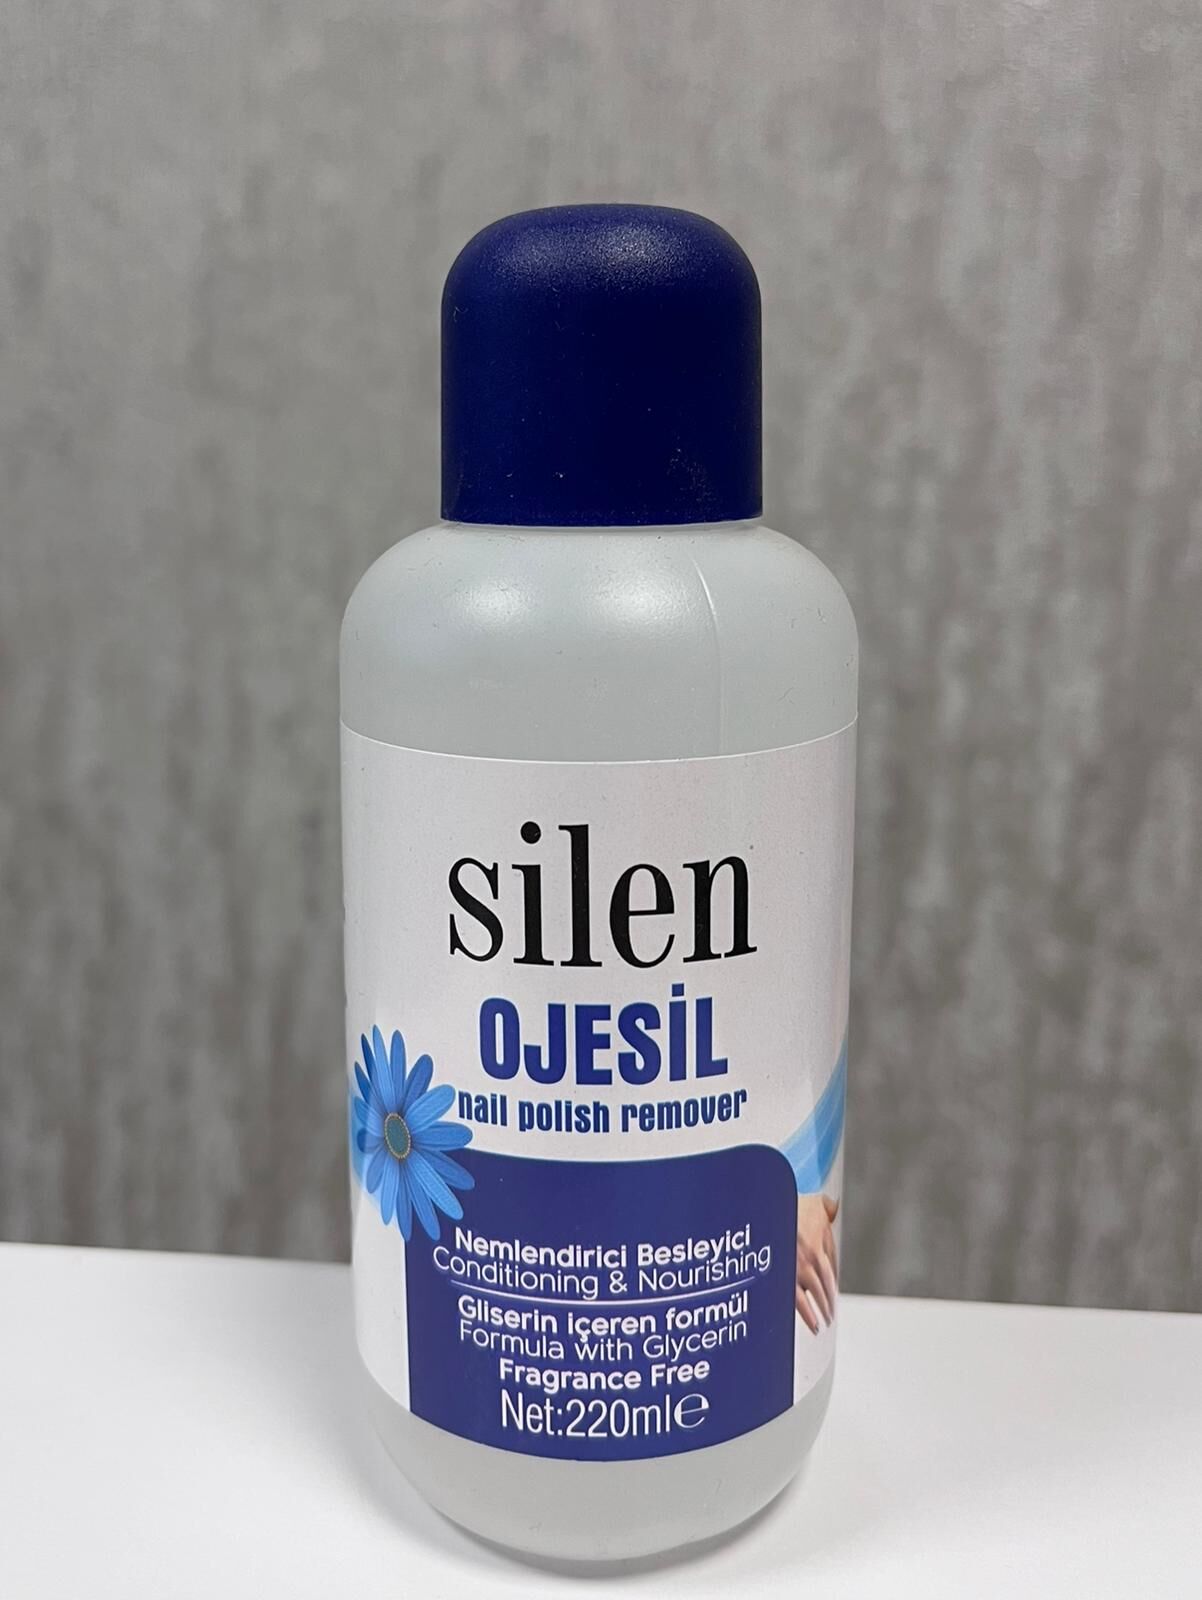 silen
OJESİL
nail polish remover
Nemlendirici Besleyici
Conditioning & Nourishing
Gliserin içeren formül
Formula with Glycerin
Fragrance Free
Net:220ml℮